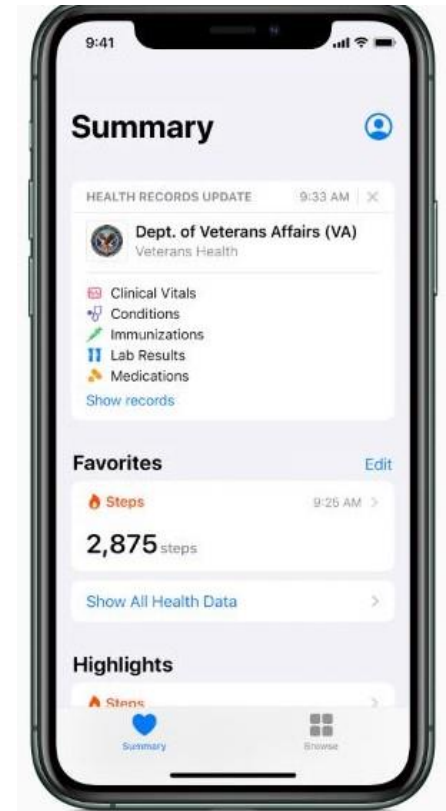 9:41
Summary
HEALTH RECORDS UPDATE 9:33 AM
Dept. of Veterans Affairs (VA)
Veterans Health
Clinical Vitals
Conditions
Immunizations
Lab Results
Medications
Show records
Favorites Edit
Steps 9:25 AM
2,875 steps
Show All Health Data
Highlights
Steps
Summary Browse